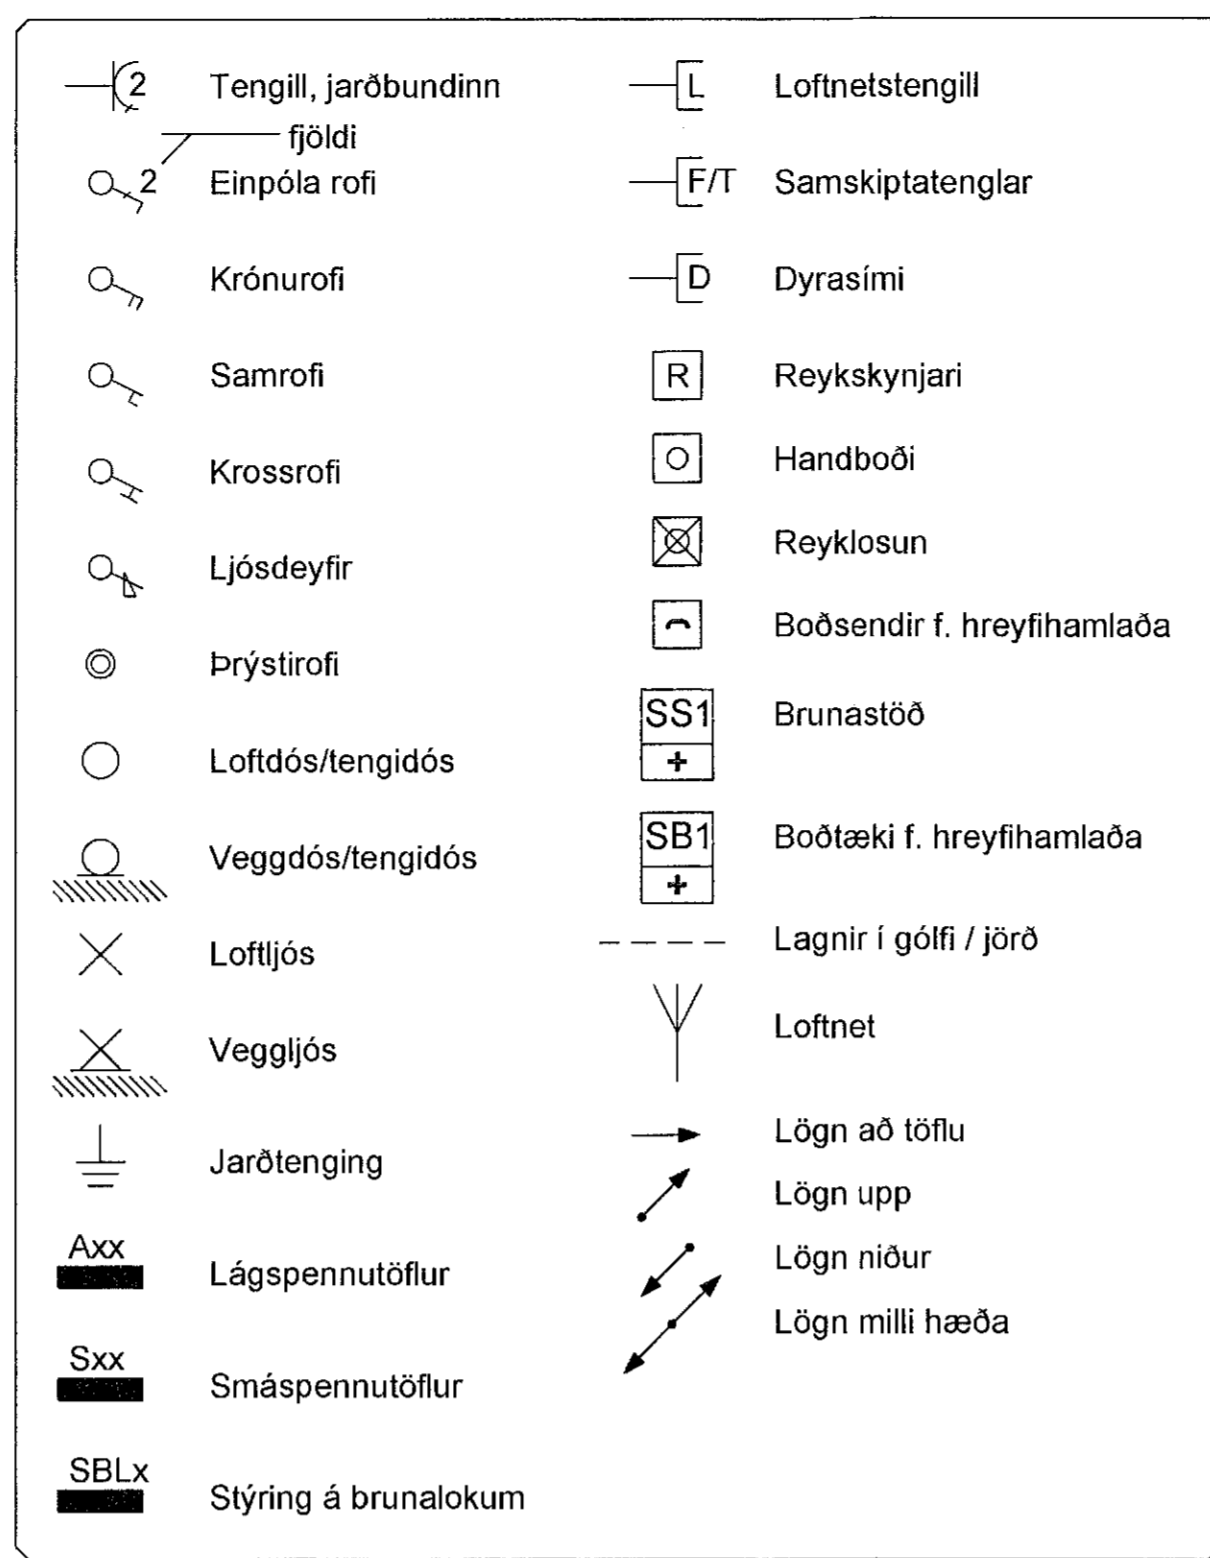 2 Tengill, jarðbundinn
fjöldi
2 Einpóla rofi
Krónurofi
Samrofi
Krossrofi
Ljósdeyfir
Þrýstirofi
Loftdós/tengidós
Veggdós/tengidós
Loftljós
Veggljós
Jarðtenging
Axx
Lágspennutöflur
Sxx
Smáspennutöflur
SBLx
Stýring á brunalokum
L Loftnetstengill
F/T Samskiptatenglar
D Dyrasími
R Reykskynjari
Handboði
Reyklosun
Boðsendir f. hreyfihamlaða
SS1 Brunastöð
+
SB1 Boðtæki f. hreyfihamlaða
+
Lagnir í gólfi / jörð
Loftnet
Lögn að töflu
Lögn upp
Lögn niður
Lögn milli hæða